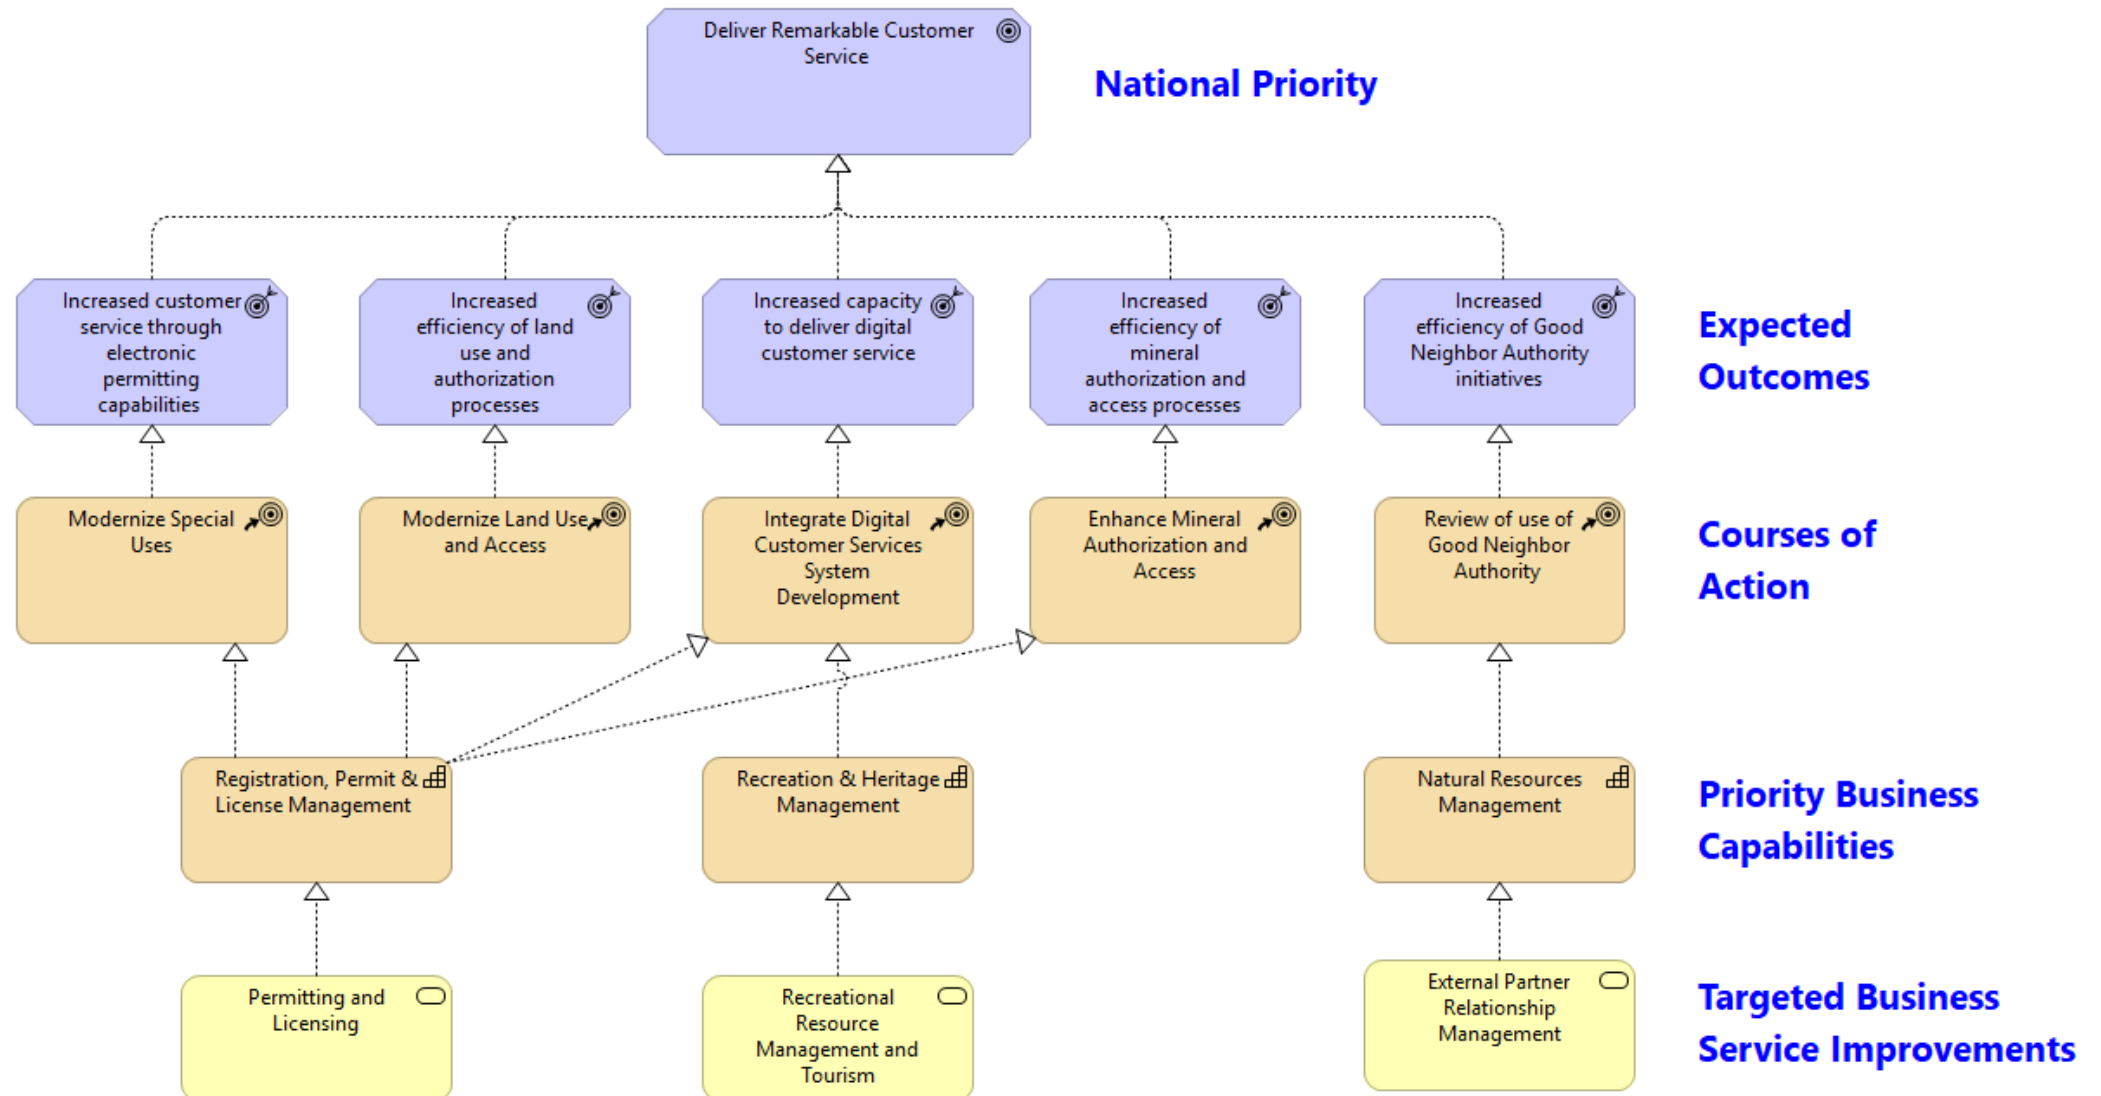 Deliver Remarkable Customer
Service
National Priority
Increased customer
service through
electronic
permitting
capabilities
Increased
efficiency of land
use and
authorization
processes
Increased capacity
to deliver digital
customer service
Increased
efficiency of
mineral
authorization and
access processes
Increased
efficiency of Good
Neighbor Authority
initiatives
Expected
Outcomes
Modernize Special
Uses
Modernize Land Use
and Access
Integrate Digital
Customer Services
System
Development
Enhance Mineral
Authorization and
Access
Review of use of
Good Neighbor
Authority
Courses of
Action
Registration, Permit &
License Management
Recreation & Heritage
Management
Natural Resources
Management
Priority Business
Capabilities
Permitting and
Licensing
Recreational
Resource
Management and
Tourism
External Partner
Relationship
Management
Targeted Business
Service Improvements